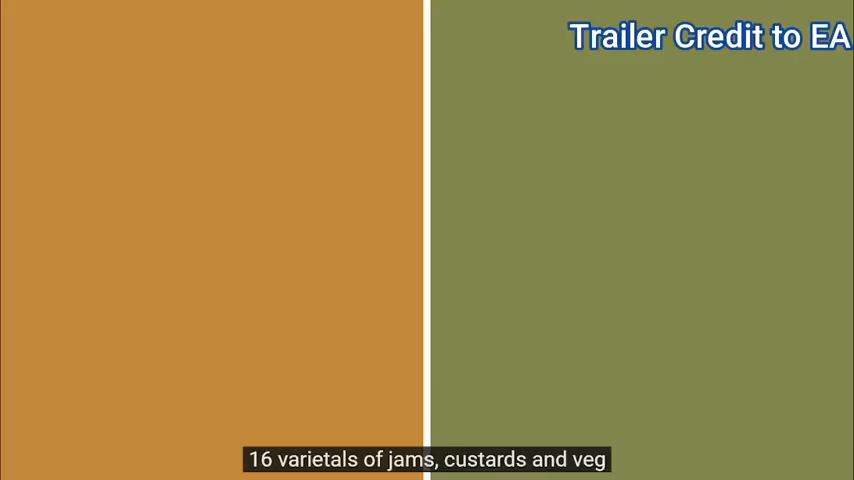 Trailer Credit to EA
16 varietals of jams, custards and veg